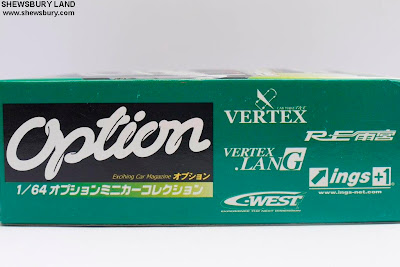 SHEWSBURY LAND
www.shewsbury.com
Option
Exciting Car Magazine オプション
1/64 オプションミニカーコレクション
VERTEX
RE雨宮
VERTEX
.LANG
ings+1
www.ings-net.com
C-WEST